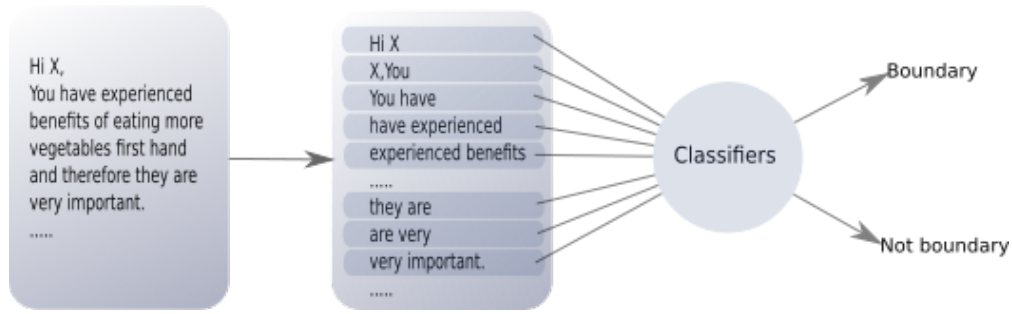 Hi X,
You have experienced
benefits of eating more
vegetables first hand
and therefore they are
very important.
.....
Hi X
X,You
You have
have experienced
experienced benefits
.....
they are
are very
very important.
.....
Classifiers
Boundary
Not boundary